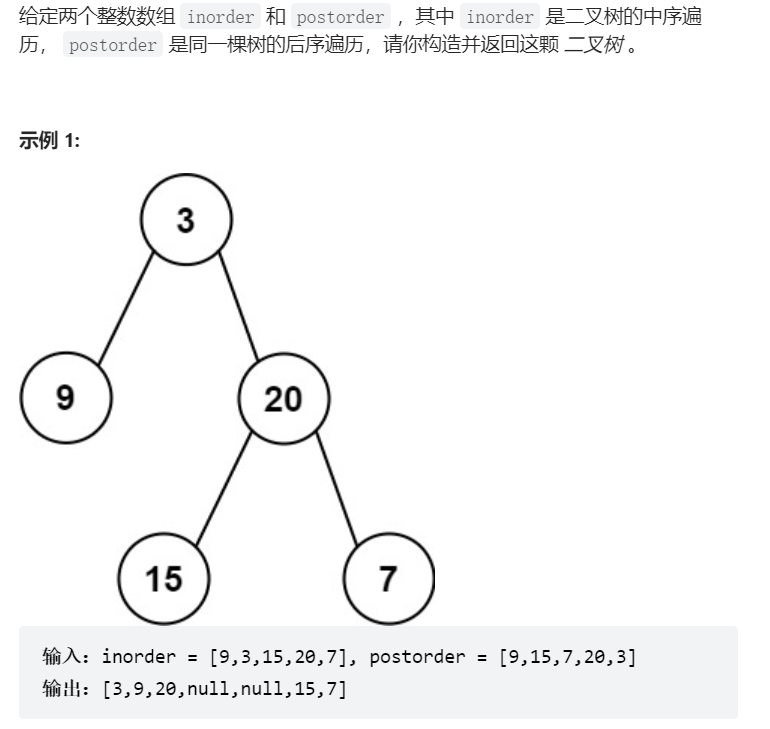 给定两个整数数组 inorder 和 postorder ，其中 inorder 是二叉树的中序遍
历， postorder 是同一棵树的后序遍历，请你构造并返回这颗 二叉树 。
示例 1:
3
9
20
15
7
输入：inorder = [9,3,15,20,7], postorder = [9,15,7,20,3]
输出：[3,9,20,null,null,15,7]